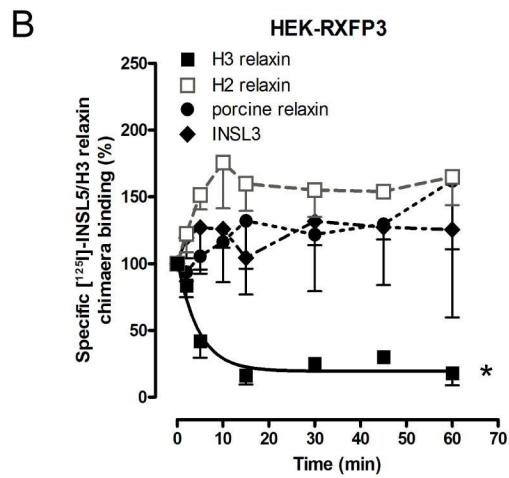 B
HEK-RXFP3
H3 relaxin
H2 relaxin
porcine relaxin
INSL3
Specific [¹²⁵I]-INSL5/H3 relaxin
chimaera binding (%)
250
200
150
100
50
0
*
0 10 20 30 40 50 60 70
Time (min)